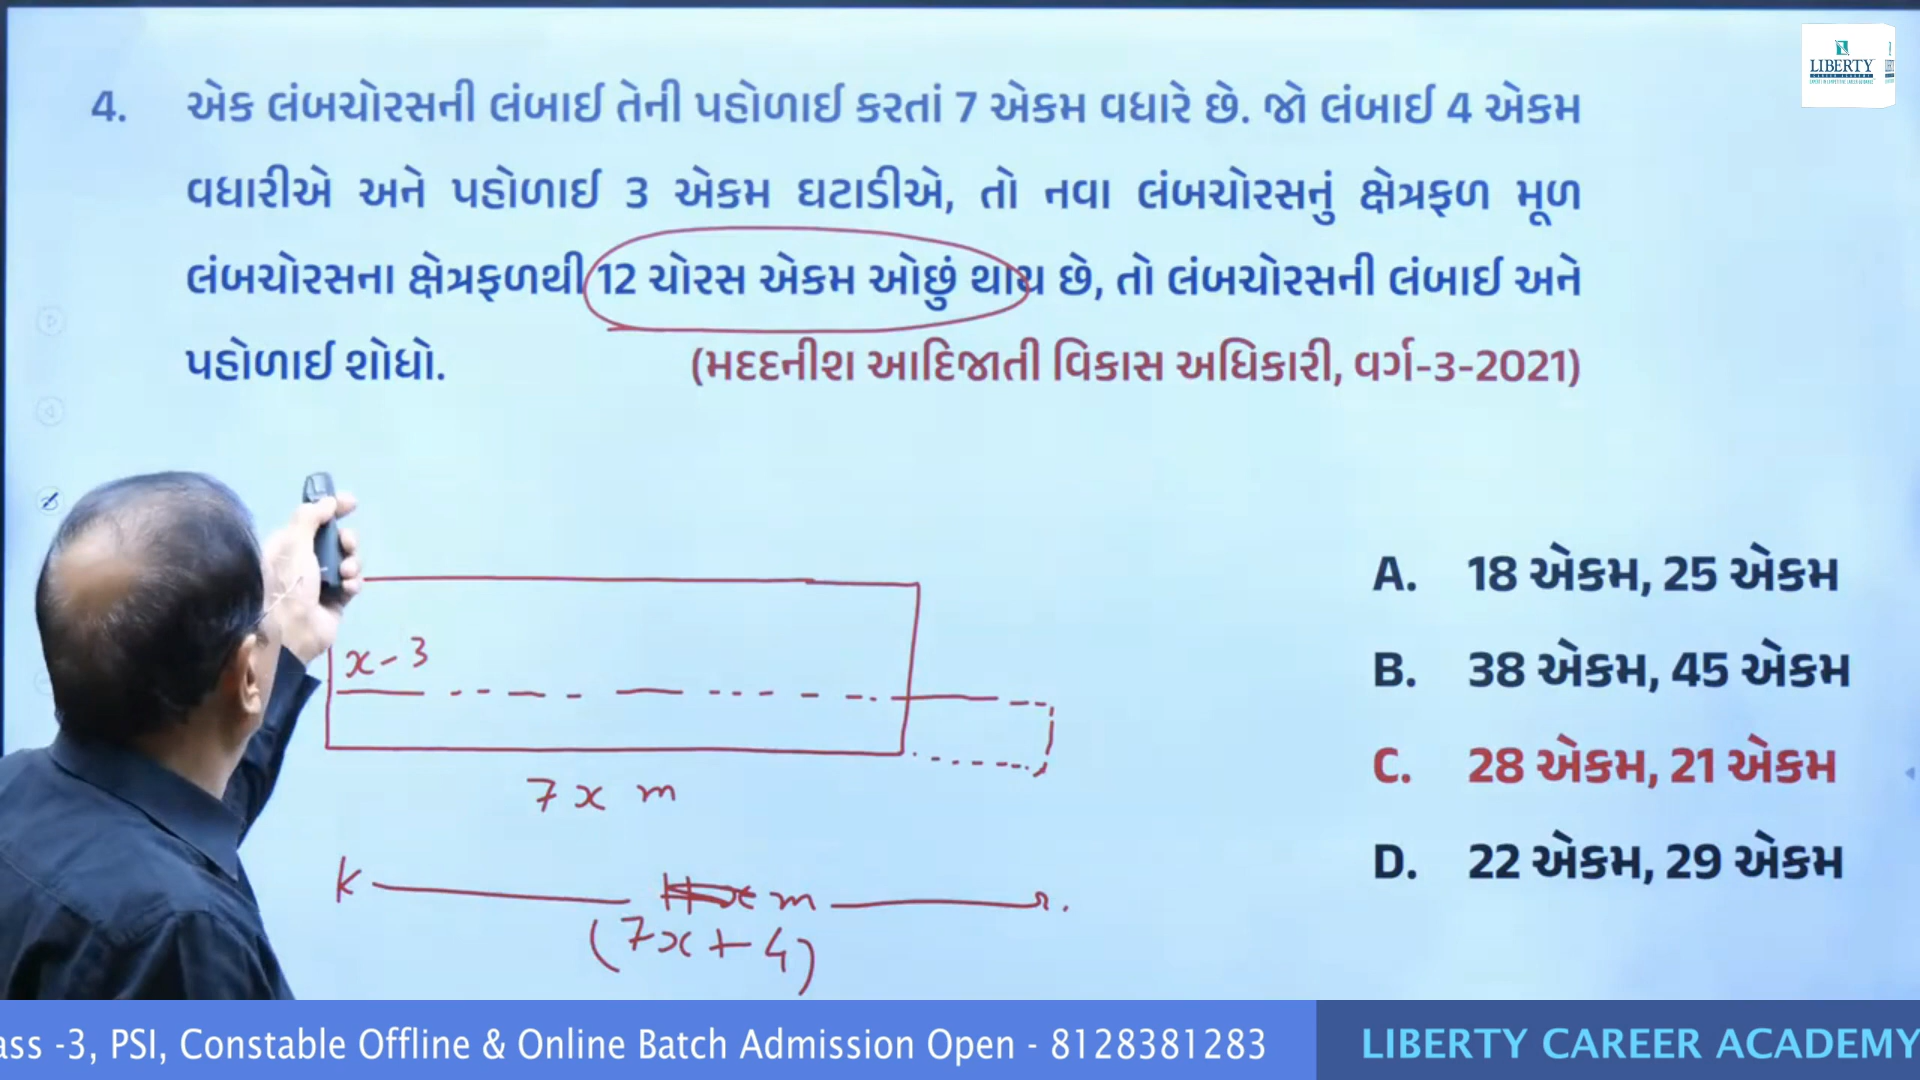 LIBERTY
4. એક લંબચોરસની લંબાઈ તેની પહોળાઈ કરતાં 7 એકમ વધારે છે. જો લંબાઈ 4 એકમ
વધારીએ અને પહોળાઈ 3 એકમ ઘટાડીએ, તો નવા લંબચોરસનું ક્ષેત્રફળ મૂળ
લંબચોરસના ક્ષેત્રફળથી 12 ચોરસ એકમ ઓછું થાય છે, તો લંબચોરસની લંબાઈ અને
પહોળાઈ શોધો. (મદદનીશ આદિજાતી વિકાસ અધિકારી, વર્ગ-૩-2021)
A. 18 એકમ, 25 એકમ
B. 38 એકમ, 45 એકમ
C. 28 એકમ, 21 એકમ
D. 22 એકમ, 29 એકમ
x-3
7x m
m
(7x+4)
ass -3, PSI, Constable Offline & Online Batch Admission Open - 8128381283
LIBERTY CAREER ACADEMY